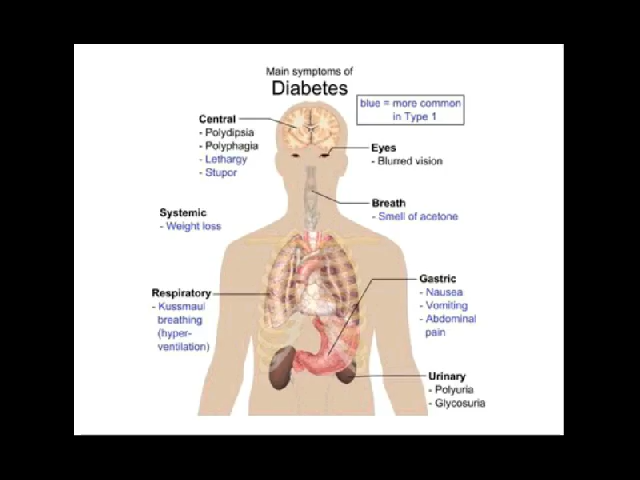 Main symptoms of
Diabetes
blue = more common
in Type 1
Central
- Polydipsia
- Polyphagia
- Lethargy
- Stupor
Eyes
- Blurred vision
Breath
- Smell of acetone
Systemic
- Weight loss
Respiratory
- Kussmaul
breathing
(hyper-
ventilation)
Gastric
- Nausea
- Vomiting
- Abdominal
pain
Urinary
- Polyuria
- Glycosuria